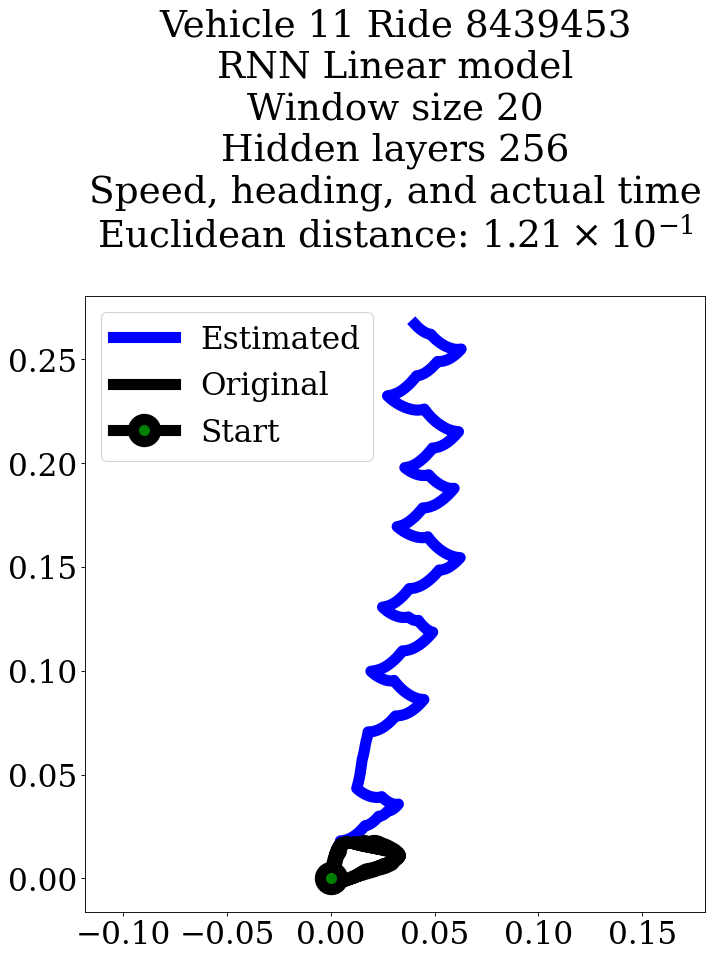 Vehicle 11 Ride 8439453
RNN Linear model
Window size 20
Hidden layers 256
Speed, heading, and actual time
Euclidean distance: 1.21 × 10⁻¹
Estimated
Original
Start
0.25
0.20
0.15
0.10
0.05
0.00
−0.10 −0.05 0.00 0.05 0.10 0.15